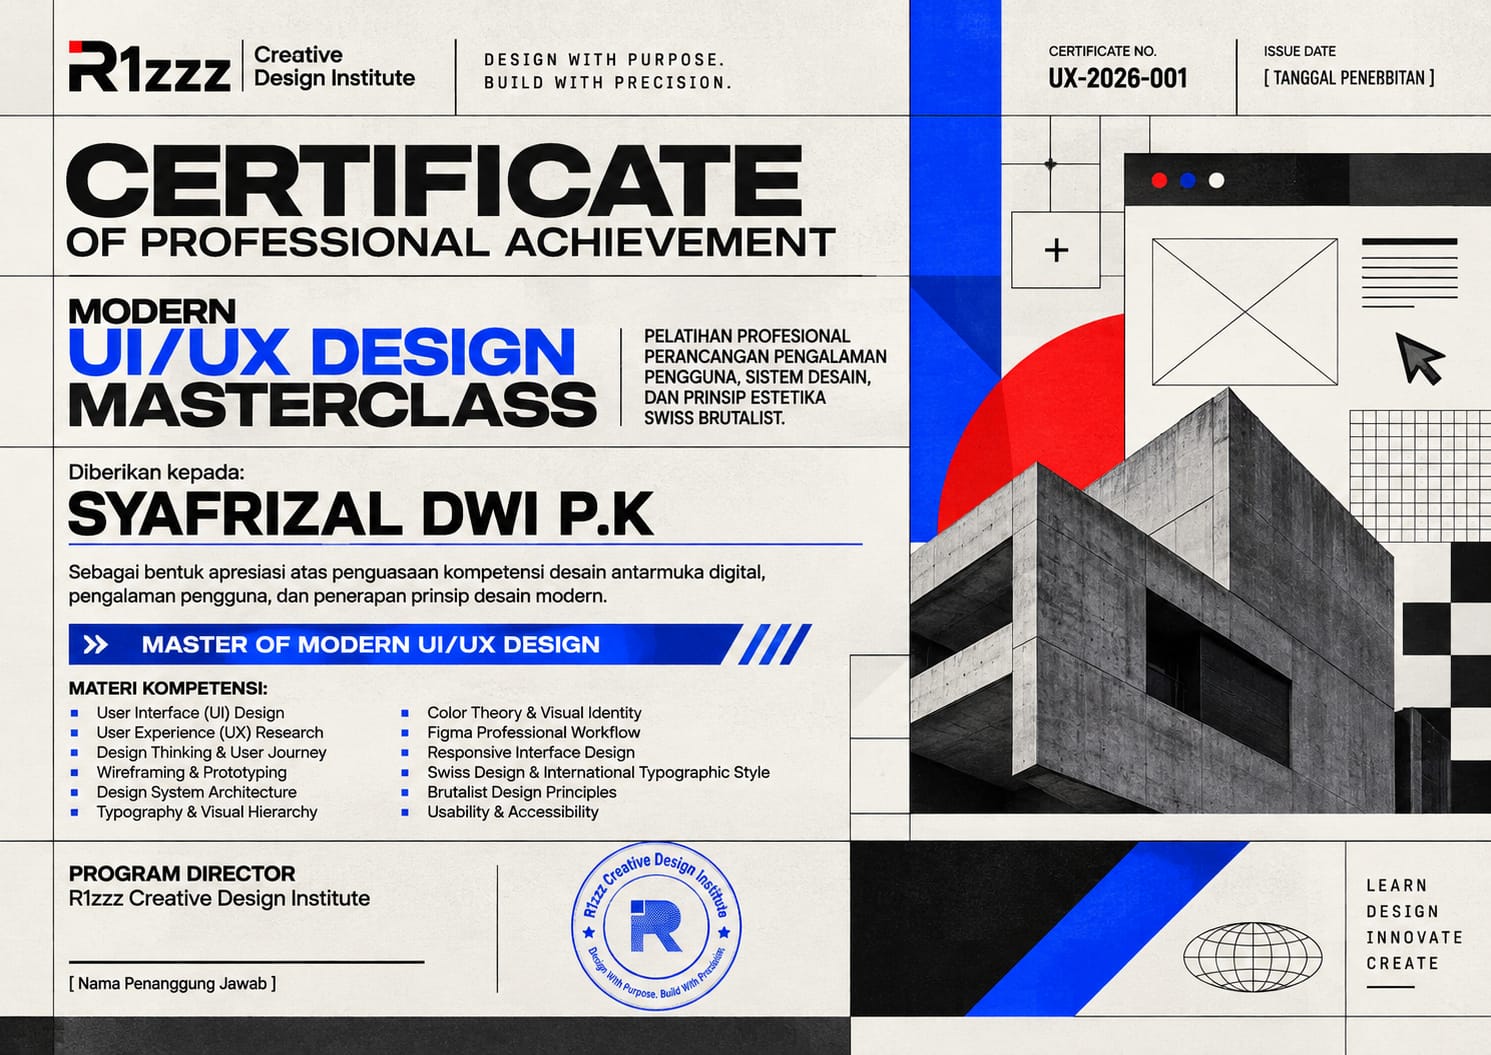 R1zzz
Creative
Design Institute
DESIGN WITH PURPOSE.
BUILD WITH PRECISION.
CERTIFICATE NO.
UX-2026-001
ISSUE DATE
[ TANGGAL PENEBBITAN ]
CERTIFICATE
OF PROFESSIONAL ACHIEVEMENT
MODERN
UI/UX DESIGN
MASTERCLASS
PELATIHAN PROFESIONAL
PERANCANGAN PENGALAMAN
PENGGUNA, SISTEM DESAIN,
DAN PRINSIP ESTETIKA
SWISS BRUTALIST.
Diberikan kepada:
SYAFRIZAL DWI P.K
Sebagai bentuk apresiasi atas penguasaan kompetensi desain antarmuka digital,
pengalaman pengguna, dan penerapan prinsip desain modern.
MASTER OF MODERN UI/UX DESIGN
MATERI KOMPETENSI:
User Interface (UI) Design
User Experience (UX) Research
Design Thinking & User Journey
Wireframing & Prototyping
Design System Architecture
Typography & Visual Hierarchy
Color Theory & Visual Identity
Figma Professional Workflow
Responsive Interface Design
Swiss Design & International Typographic Style
Brutalist Design Principles
Usability & Accessibility
PROGRAM DIRECTOR
R1zzz Creative Design Institute
[ Nama Penanggung Jawab ]
R1zzz Creative Design Institute
R
Design With Purpose. Build With Precision.
LEARN
DESIGN
INNOVATE
CREATE